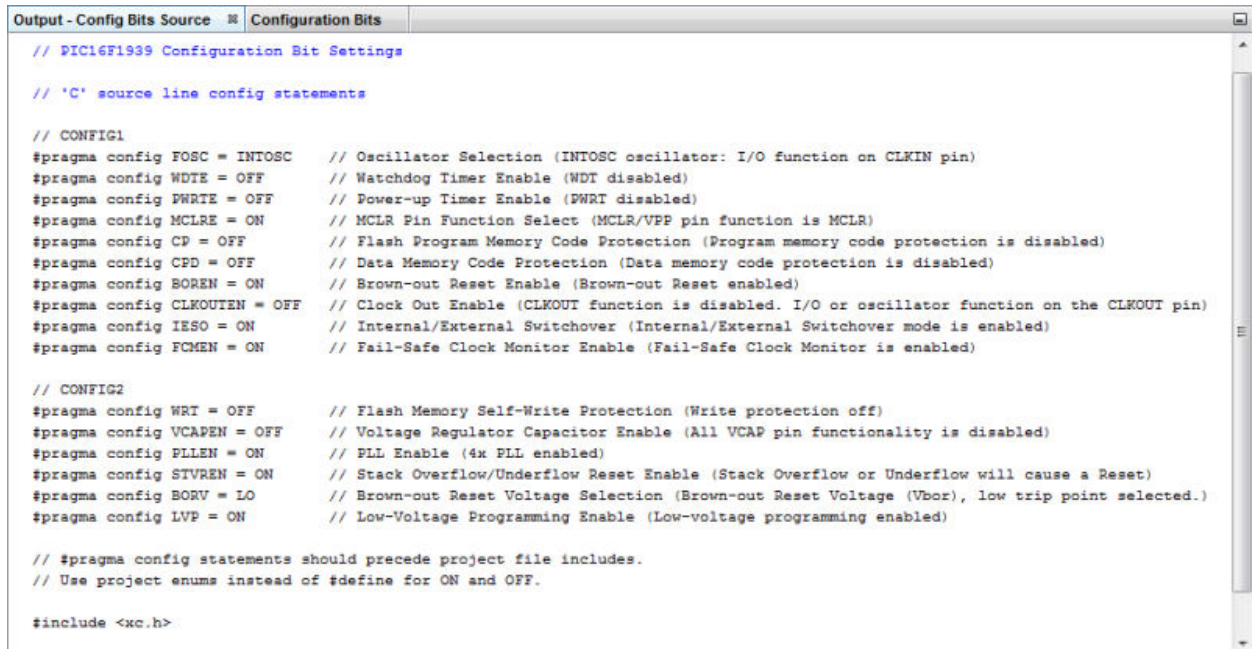 Output - Config Bits Source Configuration Bits
// PIC16F1939 Configuration Bit Settings
// 'C' source line config statements
// CONFIG1
#pragma config FOSC = INTOSC // Oscillator Selection (INTOSC oscillator: I/O function on CLKIN pin)
#pragma config WDTE = OFF // Watchdog Timer Enable (WDT disabled)
#pragma config PWRTE = OFF // Power-up Timer Enable (PWRT disabled)
#pragma config MCLRE = ON // MCLR Pin Function Select (MCLR/VPP pin function is MCLR)
#pragma config CP = OFF // Flash Program Memory Code Protection (Program memory code protection is disabled)
#pragma config CPD = OFF // Data Memory Code Protection (Data memory code protection is disabled)
#pragma config BOREN = ON // Brown-out Reset Enable (Brown-out Reset enabled)
#pragma config CLKOUTEN = OFF // Clock Out Enable (CLKOUT function is disabled. I/O or oscillator function on the CLKOUT pin)
#pragma config IESO = ON // Internal/External Switchover (Internal/External Switchover mode is enabled)
#pragma config FCMEN = ON // Fail-Safe Clock Monitor Enable (Fail-Safe Clock Monitor is enabled)
// CONFIG2
#pragma config WRT = OFF // Flash Memory Self-Write Protection (Write protection off)
#pragma config VCAPEN = OFF // Voltage Regulator Capacitor Enable (All VCAP pin functionality is disabled)
#pragma config PLLEN = ON // PLL Enable (4x PLL enabled)
#pragma config STVREN = ON // Stack Overflow/Underflow Reset Enable (Stack Overflow or Underflow will cause a Reset)
#pragma config BORV = LO // Brown-out Reset Voltage Selection (Brown-out Reset Voltage (Vbor), low trip point selected.)
#pragma config LVP = ON // Low-Voltage Programming Enable (Low-voltage programming enabled)
// #pragma config statements should precede project file includes.
// Use project enums instead of #define for ON and OFF.
#include <xc.h>